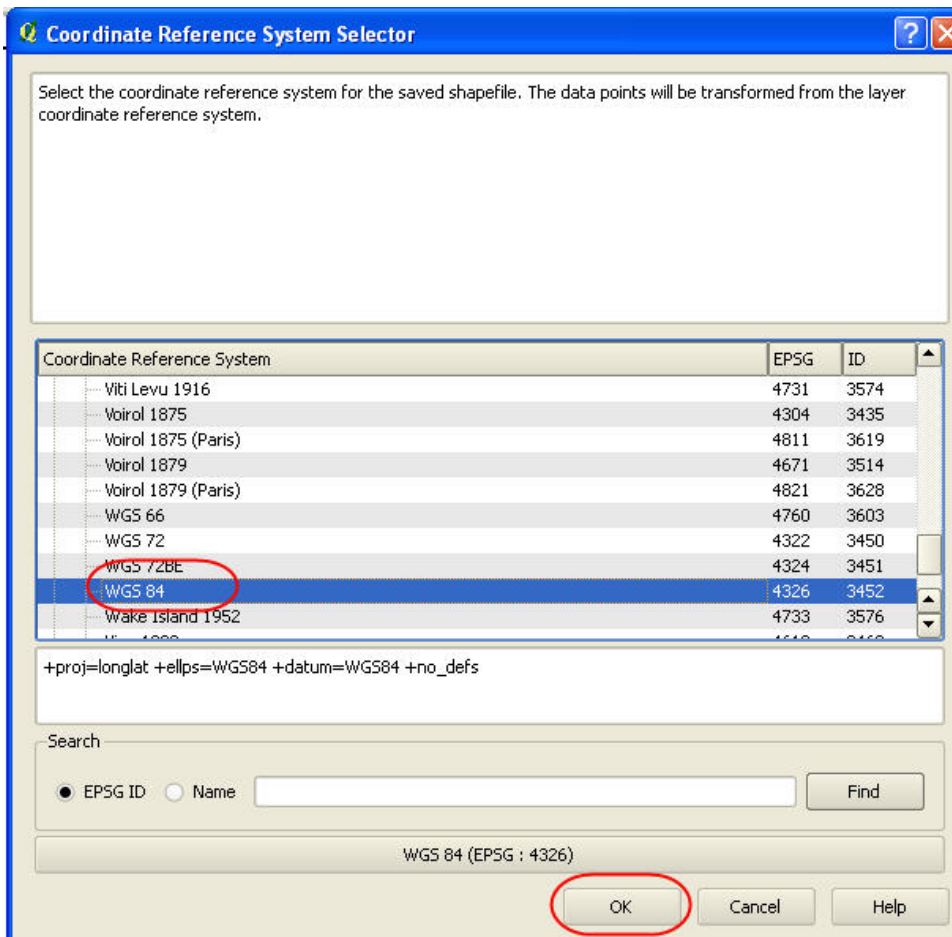 Coordinate Reference System Selector
Select the coordinate reference system for the saved shapefile. The data points will be transformed from the layer
coordinate reference system.
Coordinate Reference System EPSG ID
Viti Levu 1916 4731 3574
Voirol 1875 4304 3435
Voirol 1875 (Paris) 4811 3619
Voirol 1879 4671 3514
Voirol 1879 (Paris) 4821 3628
WGS 66 4760 3603
WGS 72 4322 3450
WGS 72BE 4324 3451
WGS 84 4326 3452
Wake Island 1952 4733 3576
+proj=longlat +ellps=WGS84 +datum=WGS84 +no_defs
Search
EPSG ID Name Find
WGS 84 (EPSG : 4326)
OK Cancel Help